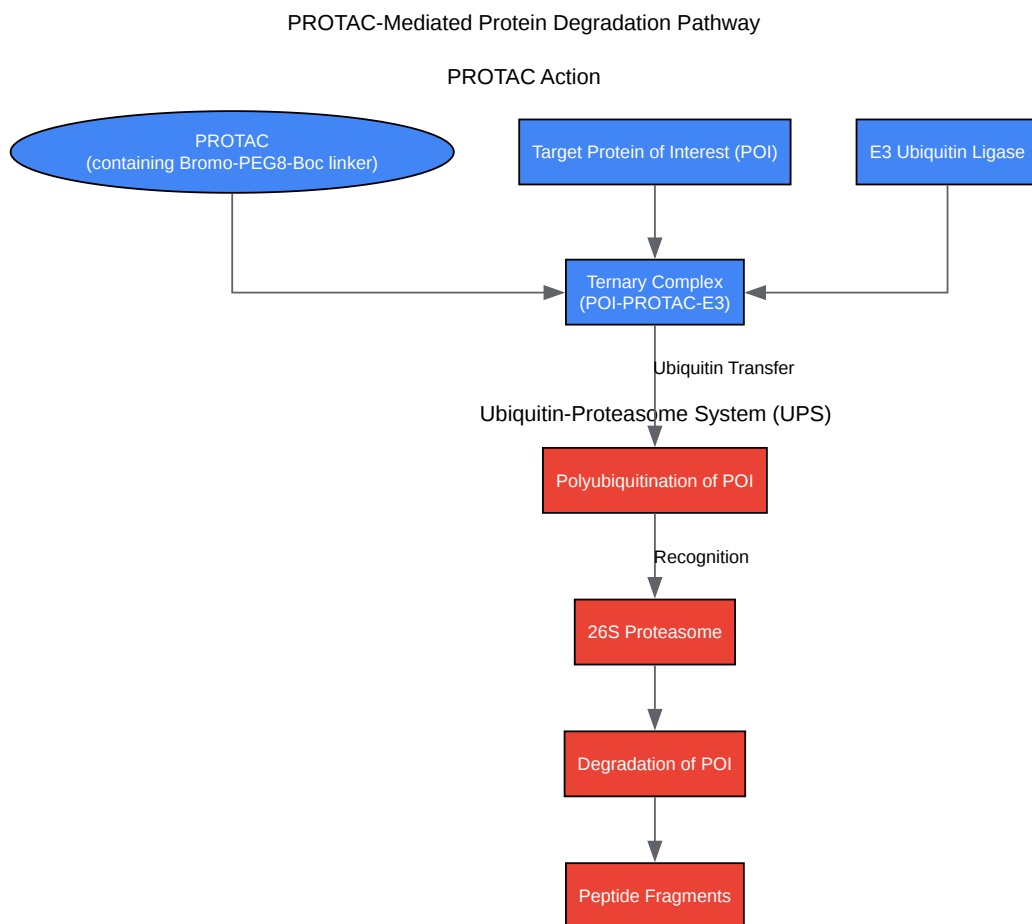 PROTAC-Mediated Protein Degradation Pathway
PROTAC Action
PROTAC
(containing Bromo-PEG8-Boc linker)
Target Protein of Interest (POI)
E3 Ubiquitin Ligase
Ternary Complex
(POI-PROTAC-E3)
Ubiquitin Transfer
Ubiquitin-Proteasome System (UPS)
Polyubiquitination of POI
Recognition
26S Proteasome
Degradation of POI
Peptide Fragments